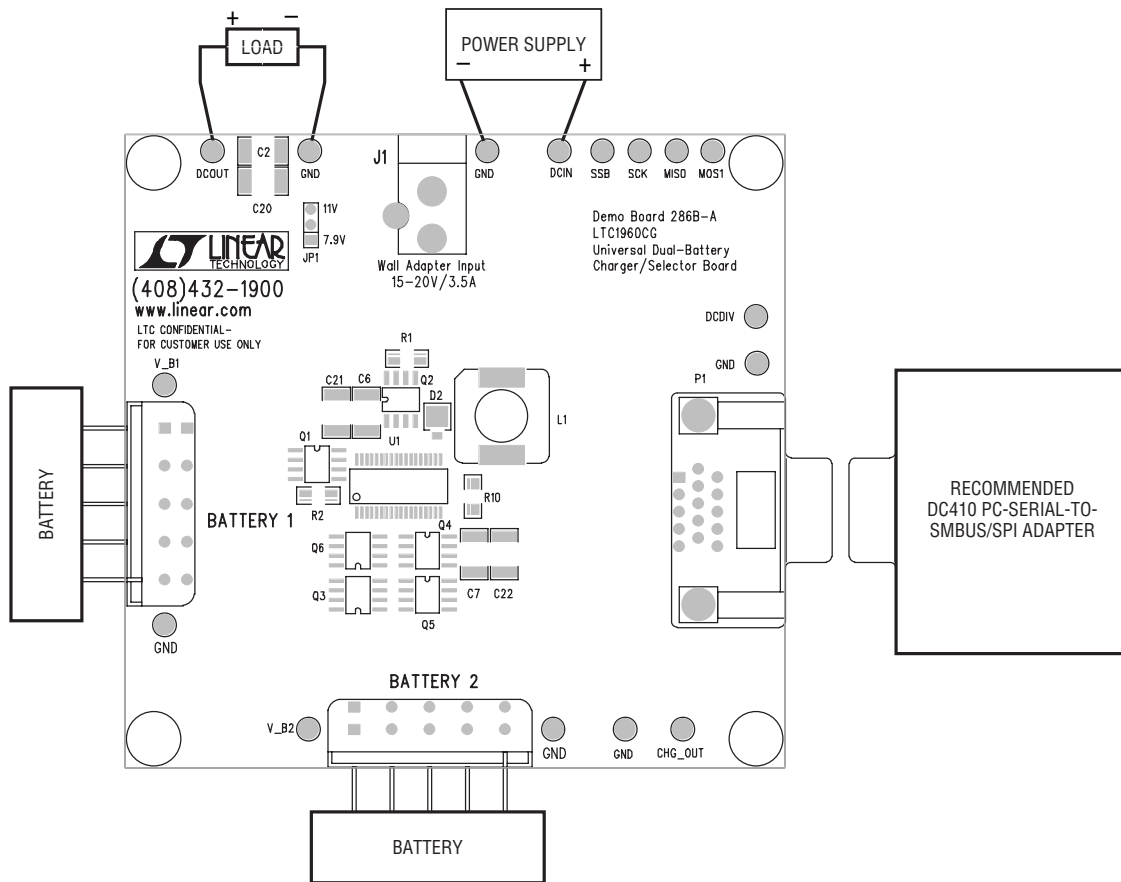 + −
LOAD
POWER SUPPLY
− +
DCOUT
C2
GND
C20
11V
7.9V
JP1
J1
GND
DCIN
SSB
SCK
MISO
MOS1
Wall Adapter Input
15-20V/3.5A
Demo Board 286B-A
LTC1960CG
Universal Dual-Battery
Charger/Selector Board
LT LINEAR
TECHNOLOGY
(408)432-1900
www.linear.com
LTC CONFIDENTIAL-
FOR CUSTOMER USE ONLY
DCDIV
GND
P1
V_B1
R1
C21
C6
Q2
D2
L1
Q1
U1
R2
R10
BATTERY
BATTERY 1
Q6
Q4
Q3
Q5
C7
C22
GND
RECOMMENDED
DC410 PC-SERIAL-TO-
SMBUS/SPI ADAPTER
BATTERY 2
V_B2
GND
GND
CHG_OUT
BATTERY